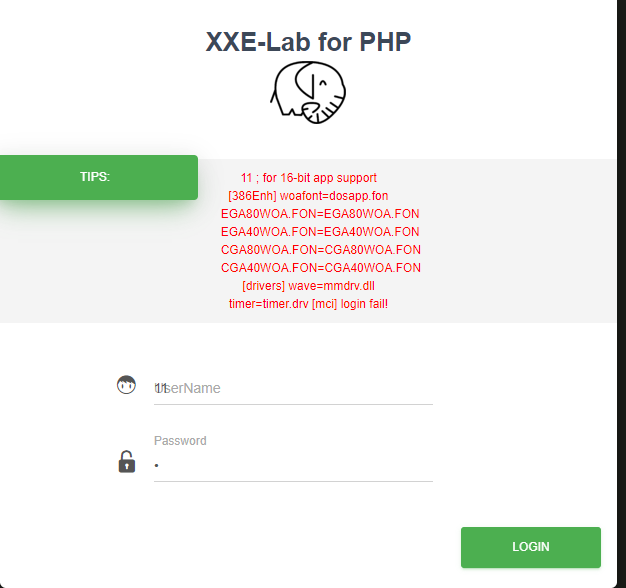 XXE-Lab for PHP
TIPS:
11 ; for 16-bit app support
[386Enh] woafont=dosapp.fon
EGA80WOA.FON=EGA80WOA.FON
EGA40WOA.FON=EGA40WOA.FON
CGA80WOA.FON=CGA80WOA.FON
CGA40WOA.FON=CGA40WOA.FON
[drivers] wave=mmdrv.dll
timer=timer.drv [mci] login fail!
11
UserName
Password
•
LOGIN